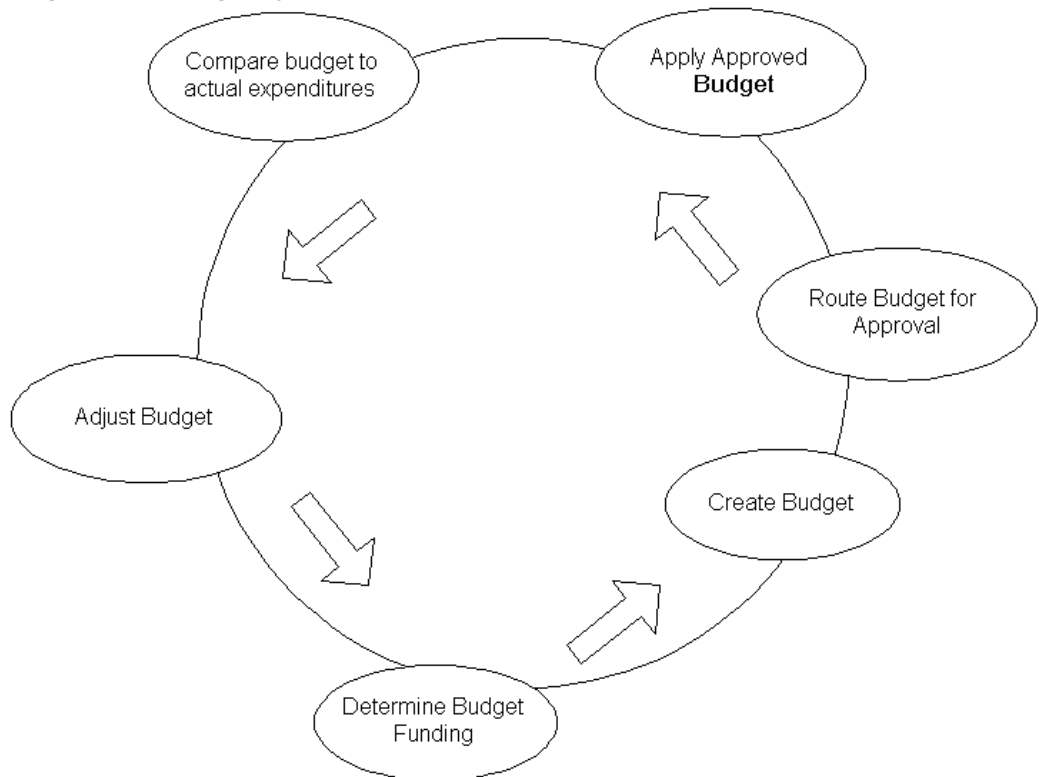 Compare budget to
actual expenditures
Apply Approved
Budget
Route Budget for
Approval
Adjust Budget
Create Budget
Determine Budget
Funding